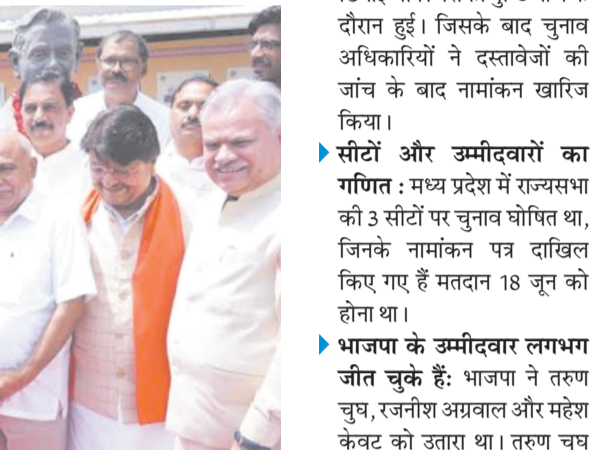 दौरान हुई। जिसके बाद चुनाव
अधिकारियों ने दस्तावेजों की
जांच के बाद नामांकन खारिज
किया।
सीटों और उम्मीदवारों का
गणित : मध्य प्रदेश में राज्यसभा
की 3 सीटों पर चुनाव घोषित था,
जिनके नामांकन पत्र दाखिल
किए गए हैं मतदान 18 जून को
होना था।
भाजपा के उम्मीदवार लगभग
जीत चुके हैं: भाजपा ने तरुण
चुघ, रजनीश अग्रवाल और महेश
केवट को उतारा था। तरुण चुघ